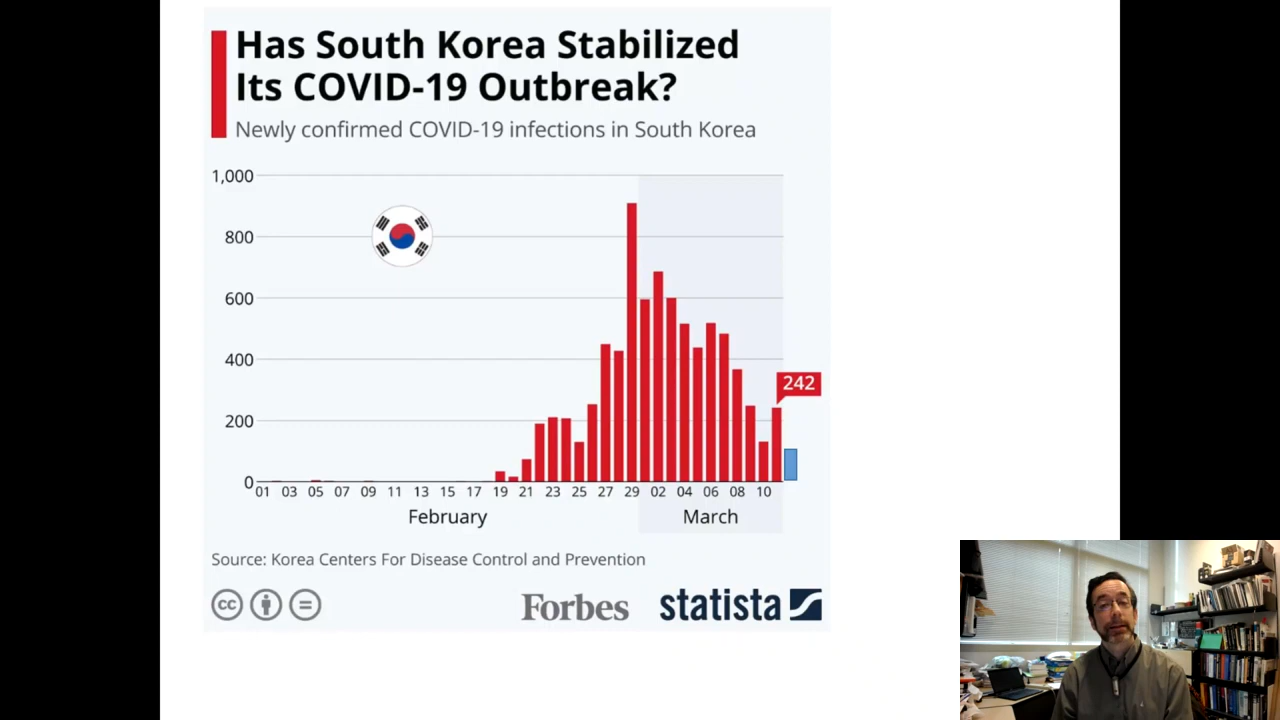 Has South Korea Stabilized
Its COVID-19 Outbreak?
Newly confirmed COVID-19 infections in South Korea
1,000
800
600
400
242
200
0
01 03 05 07 09 11 13 15 17 19 21 23 25 27 29 02 04 06 08 10
February March
Source: Korea Centers For Disease Control and Prevention
cc Forbes statista